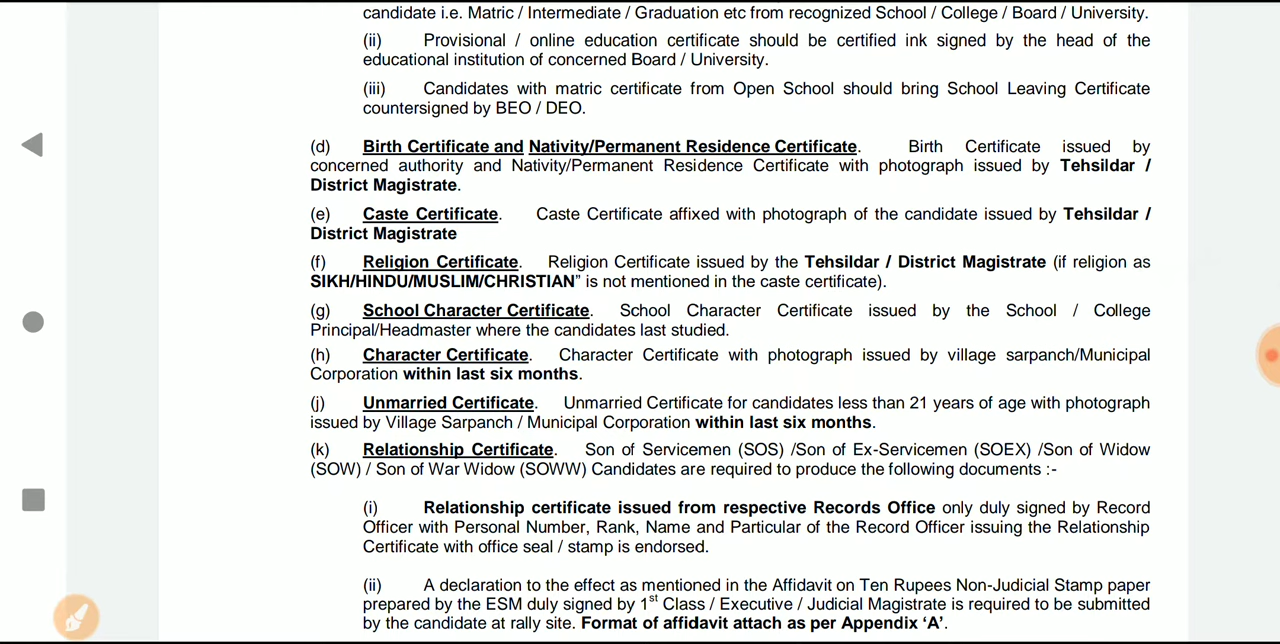 candidate i.e. Matric / Intermediate / Graduation etc from recognized School / College / Board / University.
(ii) Provisional / online education certificate should be certified ink signed by the head of the
educational institution of concerned Board / University.
(iii) Candidates with matric certificate from Open School should bring School Leaving Certificate
countersigned by BEO / DEO.
(d) Birth Certificate and Nativity/Permanent Residence Certificate. Birth Certificate issued by
concerned authority and Nativity/Permanent Residence Certificate with photograph issued by Tehsildar /
District Magistrate.
(e) Caste Certificate. Caste Certificate affixed with photograph of the candidate issued by Tehsildar /
District Magistrate
(f) Religion Certificate. Religion Certificate issued by the Tehsildar / District Magistrate (if religion as
SIKH/HINDU/MUSLIM/CHRISTIAN” is not mentioned in the caste certificate).
(g) School Character Certificate. School Character Certificate issued by the School / College
Principal/Headmaster where the candidates last studied.
(h) Character Certificate. Character Certificate with photograph issued by village sarpanch/Municipal
Corporation within last six months.
(j) Unmarried Certificate. Unmarried Certificate for candidates less than 21 years of age with photograph
issued by Village Sarpanch / Municipal Corporation within last six months.
(k) Relationship Certificate. Son of Servicemen (SOS) /Son of Ex-Servicemen (SOEX) /Son of Widow
(SOW) / Son of War Widow (SOWW) Candidates are required to produce the following documents :-
(i) Relationship certificate issued from respective Records Office only duly signed by Record
Officer with Personal Number, Rank, Name and Particular of the Record Officer issuing the Relationship
Certificate with office seal / stamp is endorsed.
(ii) A declaration to the effect as mentioned in the Affidavit on Ten Rupees Non-Judicial Stamp paper
prepared by the ESM duly signed by 1st Class / Executive / Judicial Magistrate is required to be submitted
by the candidate at rally site. Format of affidavit attach as per Appendix ‘A’.